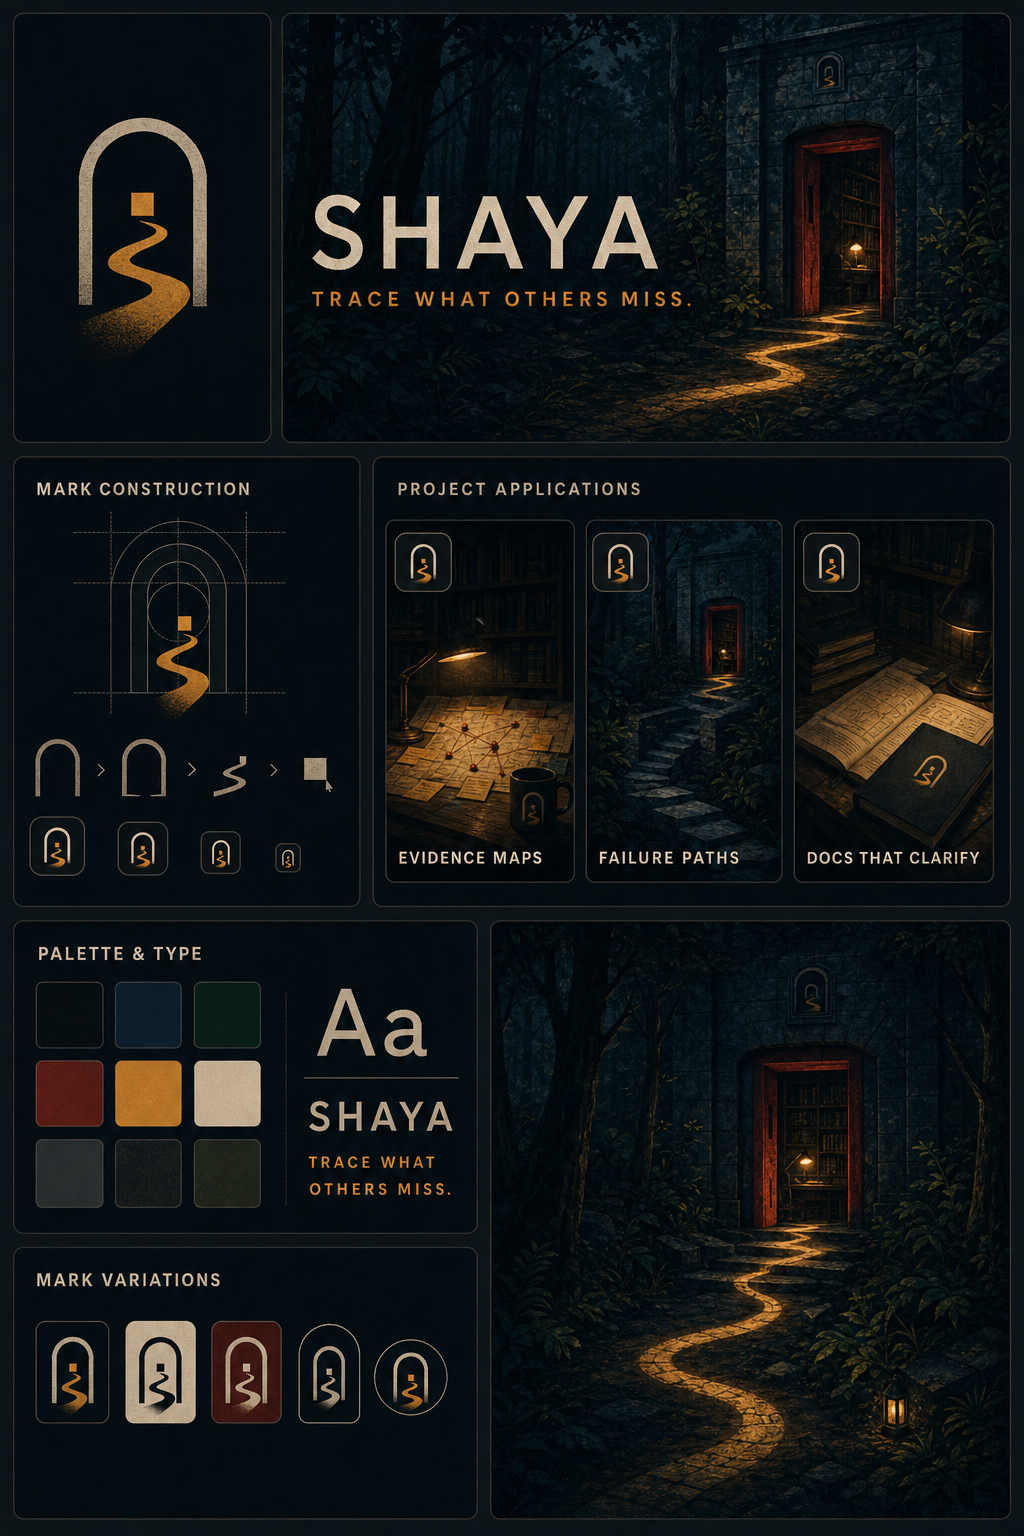 SHAYA
TRACE WHAT OTHERS MISS.
MARK CONSTRUCTION
PROJECT APPLICATIONS
EVIDENCE MAPS
FAILURE PATHS
DOCS THAT CLARIFY
PALETTE & TYPE
Aa
SHAYA
TRACE WHAT
OTHERS MISS.
MARK VARIATIONS